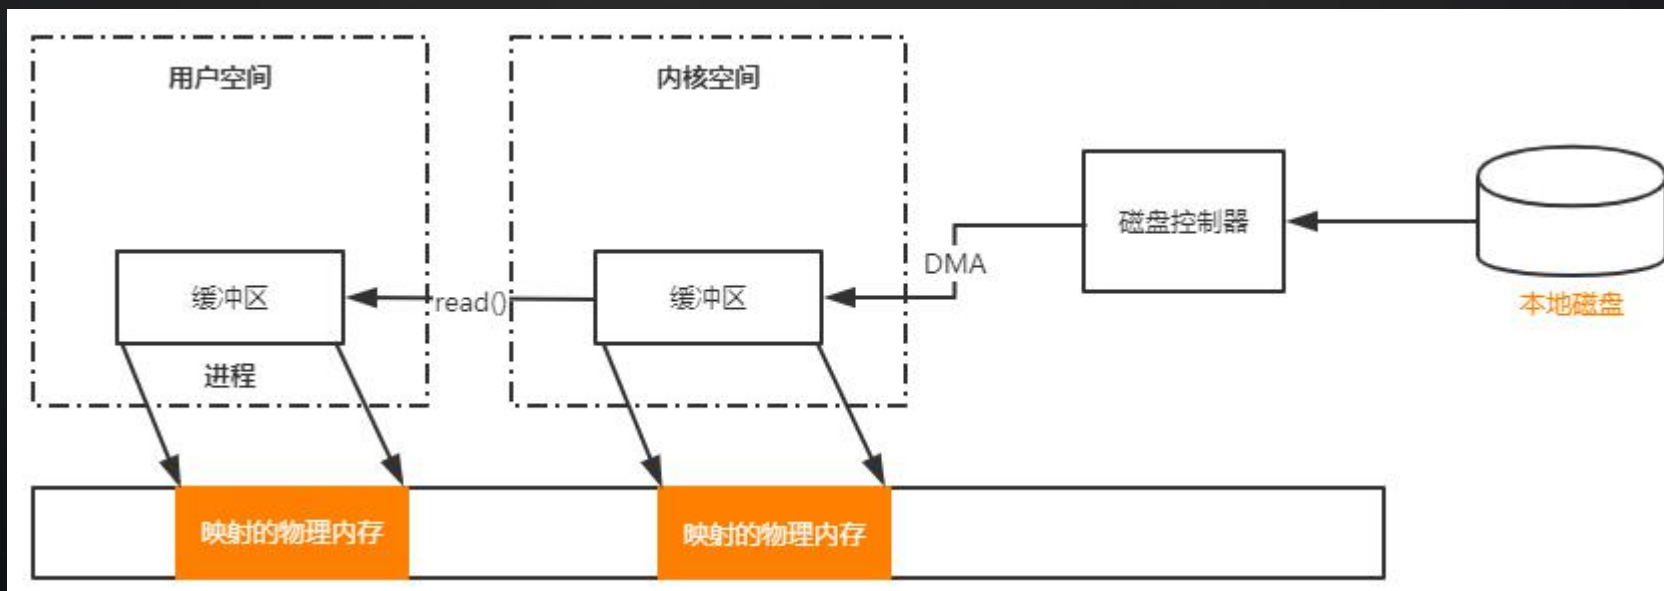 用户空间
内核空间
磁盘控制器
DMA
缓冲区
read()
缓冲区
本地磁盘
进程
映射的物理内存
映射的物理内存